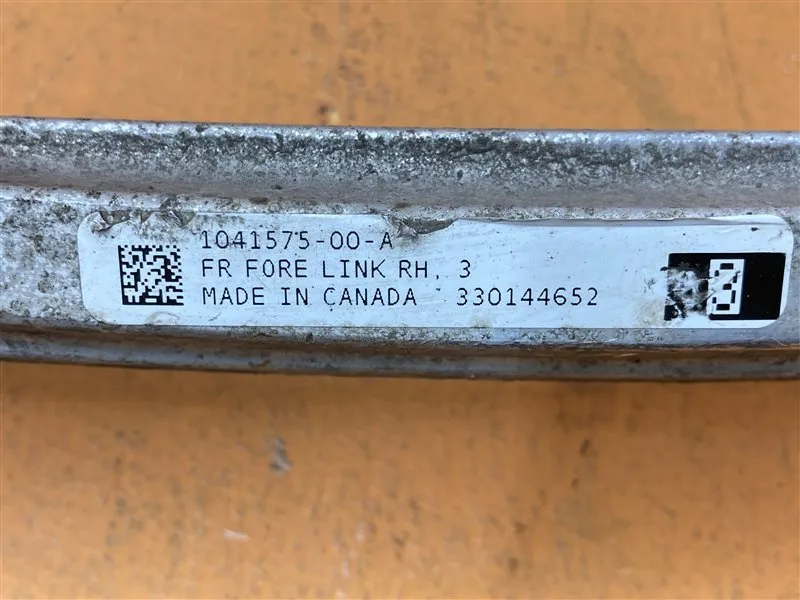 1041575-00-A
FR FORE LINK RH, 3
MADE IN CANADA 330144652